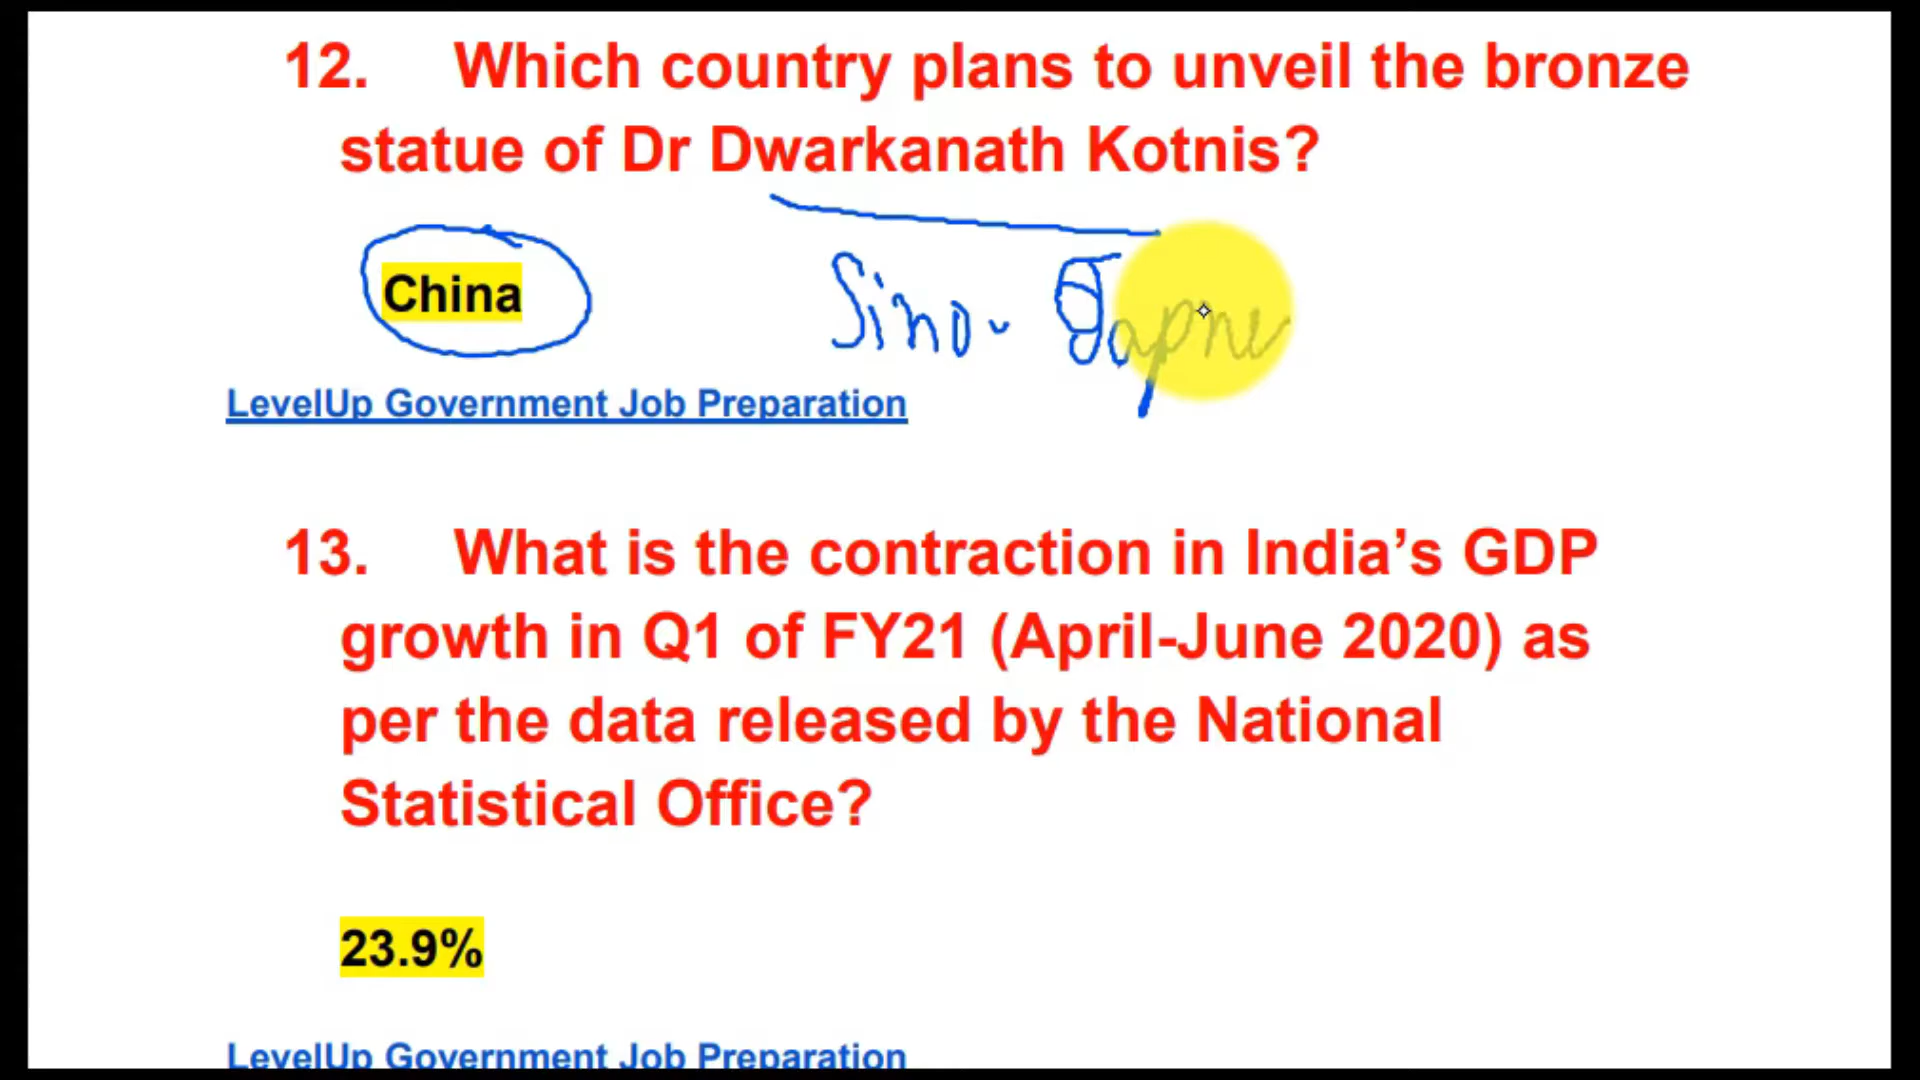 12. Which country plans to unveil the bronze
statue of Dr Dwarkanath Kotnis?
China
Sino-
LevelUp Government Job Preparation
13. What is the contraction in India’s GDP
growth in Q1 of FY21 (April-June 2020) as
per the data released by the National
Statistical Office?
23.9%
LevelUp Government Job Preparation